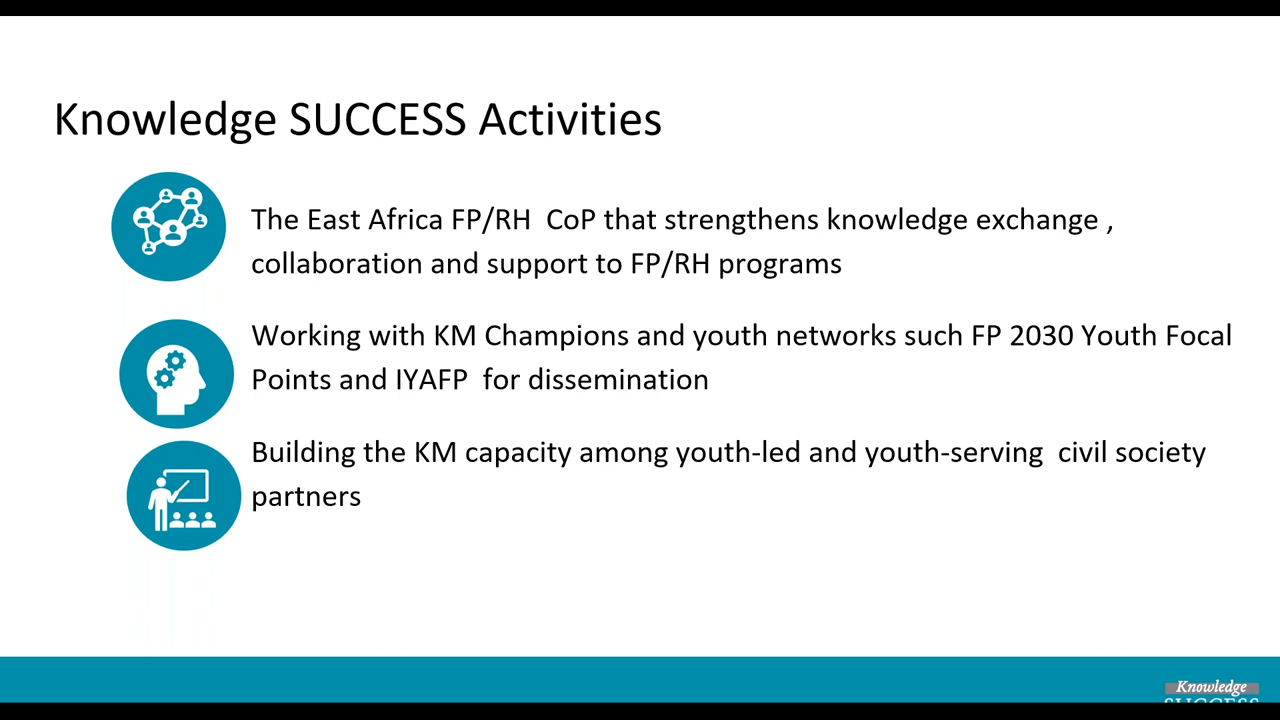 Knowledge SUCCESS Activities
The East Africa FP/RH  CoP that strengthens knowledge exchange ,
collaboration and support to FP/RH programs
Working with KM Champions and youth networks such FP 2030 Youth Focal
Points and IYAFP  for dissemination
Building the KM capacity among youth-led and youth-serving  civil society
partners
Knowledge
SUCCESS